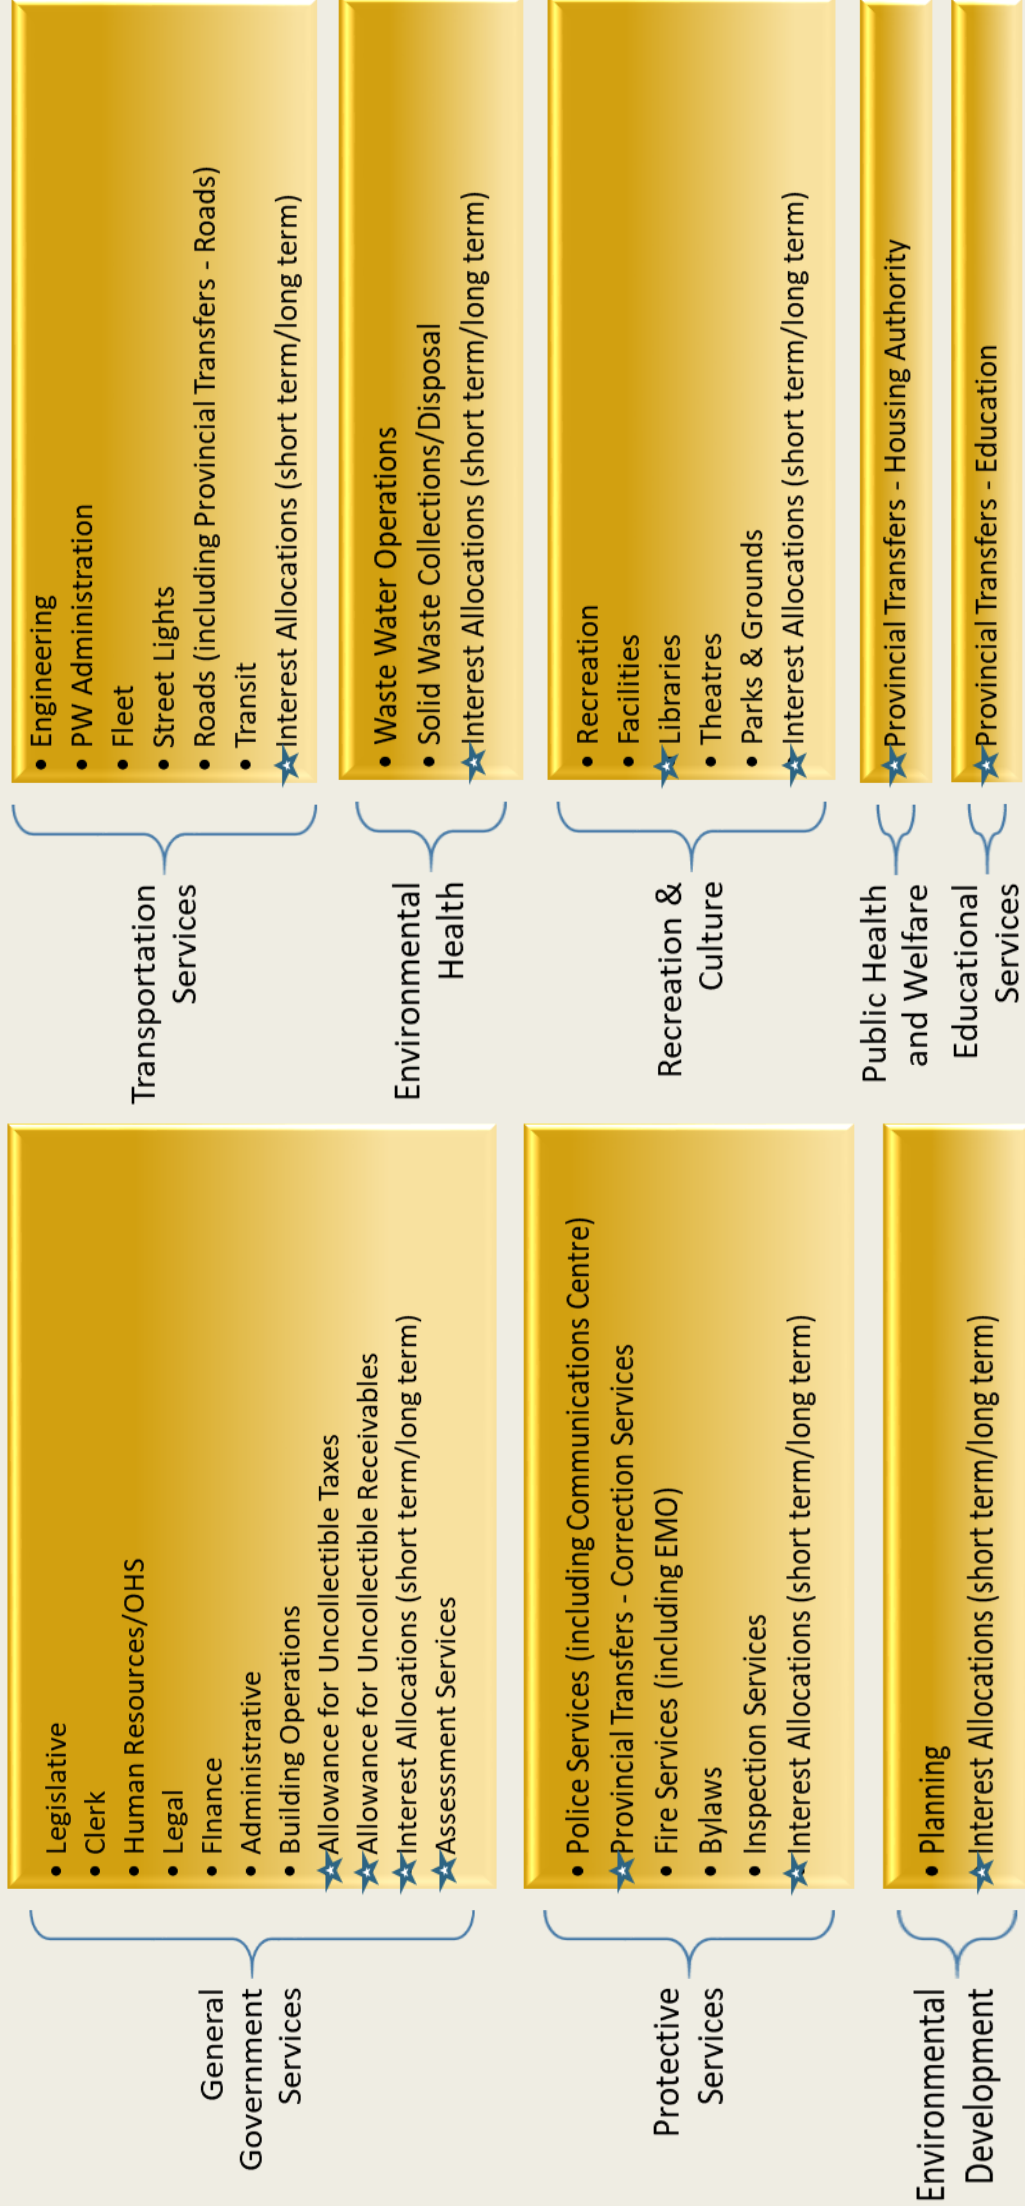 General
Government
Services
• Legislative
• Clerk
• Human Resources/OHS
• Legal
• Finance
• Administrative
• Building Operations
Allowance for Uncollectible Taxes
Allowance for Uncollectible Receivables
Interest Allocations (short term/long term)
Assessment Services
Protective
Services
• Police Services (including Communications Centre)
Provincial Transfers - Correction Services
• Fire Services (including EMO)
• Bylaws
• Inspection Services
Interest Allocations (short term/long term)
Environmental
Development
• Planning
Interest Allocations (short term/long term)
Transportation
Services
• Engineering
• PW Administration
• Fleet
• Street Lights
• Roads (including Provincial Transfers - Roads)
• Transit
Interest Allocations (short term/long term)
Environmental
Health
• Waste Water Operations
• Solid Waste Collections/Disposal
Interest Allocations (short term/long term)
Recreation &
Culture
• Recreation
• Facilities
Libraries
• Theatres
• Parks & Grounds
Interest Allocations (short term/long term)
Public Health
and Welfare
Provincial Transfers - Housing Authority
Educational
Services
Provincial Transfers - Education